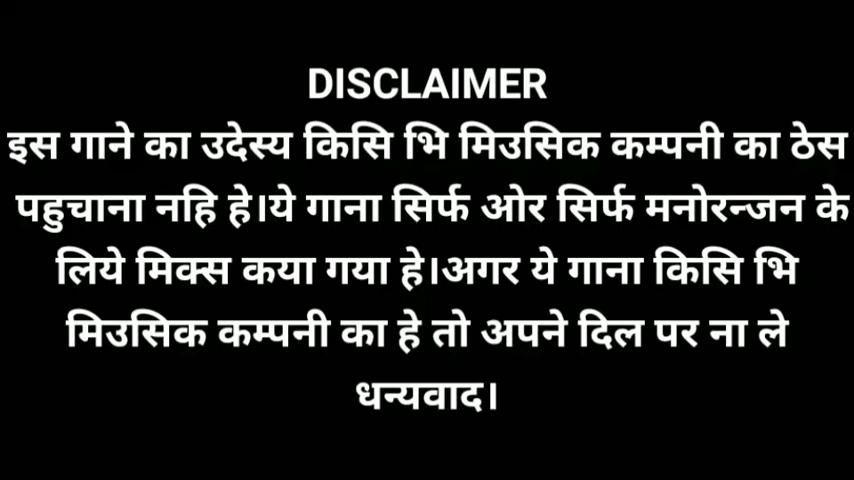 DISCLAIMER
इस गाने का उदेस्य किसि भि मिउसिक कम्पनी का ठेस
पहुचाना नहि हे।ये गाना सिर्फ ओर सिर्फ मनोरन्जन के
लिये मिक्स कया गया हे।अगर ये गाना किसि भि
मिउसिक कम्पनी का हे तो अपने दिल पर ना ले
धन्यवाद।